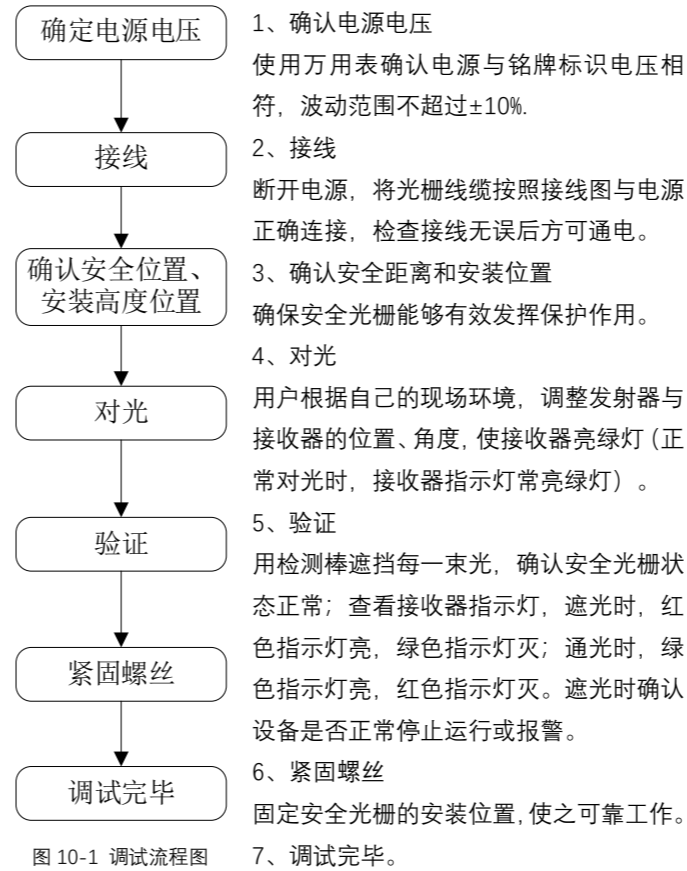 确定电源电压
接线
确认安全位置、
安装高度位置
对光
验证
紧固螺丝
调试完毕
图 10-1 调试流程图
1、确认电源电压
使用万用表确认电源与铭牌标识电压相
符，波动范围不超过±10%.
2、接线
断开电源，将光栅线缆按照接线图与电源
正确连接，检查接线无误后方可通电。
3、确认安全距离和安装位置
确保安全光栅能够有效发挥保护作用。
4、对光
用户根据自己的现场环境，调整发射器与
接收器的位置、角度,使接收器亮绿灯（正
常对光时，接收器指示灯常亮绿灯）。
5、验证
用检测棒遮挡每一束光，确认安全光栅状
态正常；查看接收器指示灯，遮光时，红
色指示灯亮，绿色指示灯灭；通光时，绿
色指示灯亮，红色指示灯灭。遮光时确认
设备是否正常停止运行或报警。
6、紧固螺丝
固定安全光栅的安装位置,使之可靠工作。
7、调试完毕。